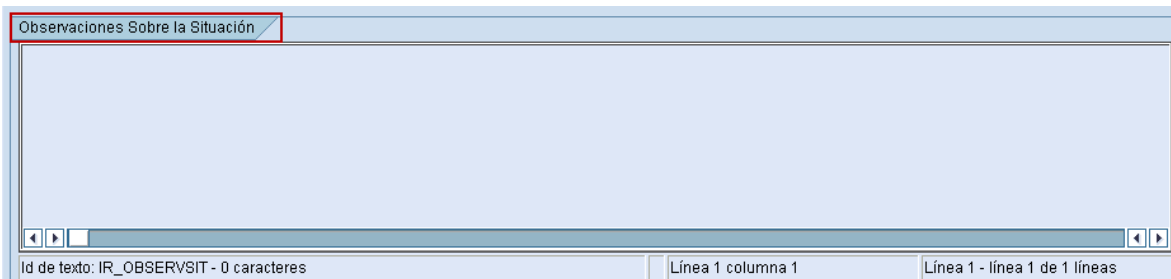 Observaciones Sobre la Situación
Id de texto: IR_OBSERVSIT - 0 caracteres Línea 1 columna 1 Línea 1 - línea 1 de 1 líneas